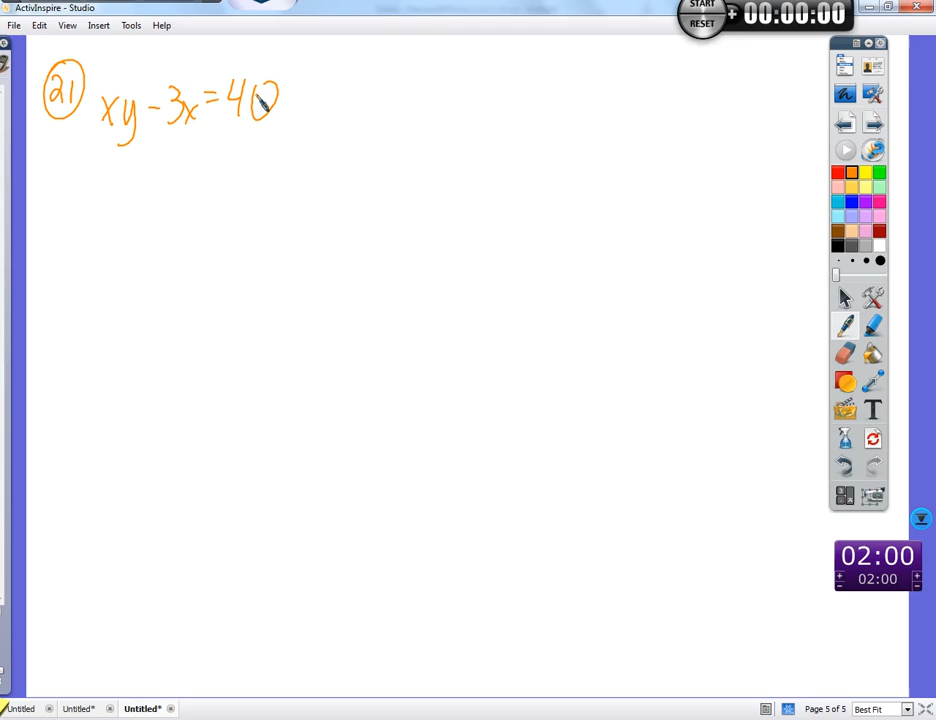 ActivInspire - Studio
START
RESET
00:00:00
File Edit View Insert Tools Help
21 xy - 3x = 40
02:00
02:00
Untitled Untitled* Untitled* Page 5 of 5 Best Fit